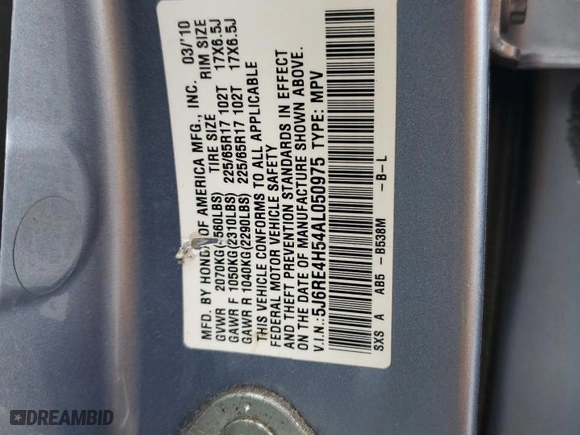 MFD. BY HONDA OF AMERICA MFG., INC. 03/'10
GVWR 2070KG(4560LBS) TIRE SIZE RIM SIZE
GAWR F 1050KG(2310LBS) 225/65R17 102T 17X6.5J
GAWR R 1040KG(2290LBS) 225/65R17 102T 17X6.5J
THIS VEHICLE CONFORMS TO ALL APPLICABLE
FEDERAL MOTOR VEHICLE SAFETY
AND THEFT PREVENTION STANDARDS IN EFFECT
ON THE DATE OF MANUFACTURE SHOWN ABOVE.
V.I.N.: 5J6RE4H54AL050975 TYPE: MPV
SXS A AB5 -B538M -B-L
DREAMBID